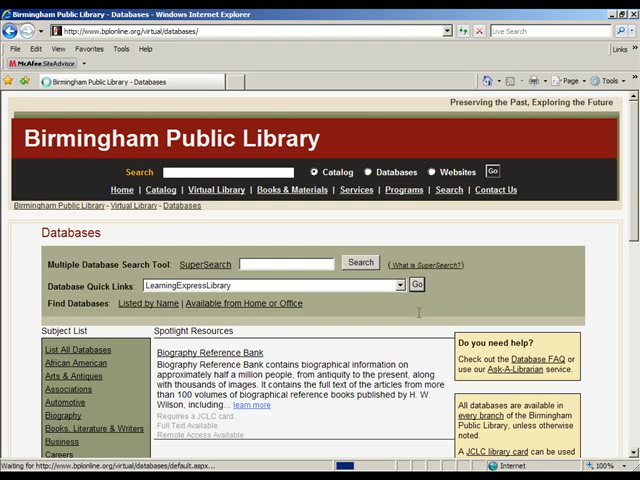 Birmingham Public Library - Databases - Windows Internet Explorer
http://www.bplonline.org/virtual/databases/
Live Search
File Edit View Favorites Tools Help
Links »
McAfee SiteAdvisor
Birmingham Public Library - Databases
Page Tools »
Preserving the Past, Exploring the Future
Birmingham Public Library
Search Catalog Databases Websites Go
Home | Catalog | Virtual Library | Books & Materials | Services | Programs | Search | Contact Us
Birmingham Public Library - Virtual Library - Databases
Databases
Multiple Database Search Tool: SuperSearch Search (What is SuperSearch?)
Database Quick Links: LearningExpressLibrary Go
Find Databases: Listed by Name | Available from Home or Office
Subject List
List All Databases
African American
Arts & Antiques
Associations
Automotive
Biography
Books, Literature & Writers
Business
Careers
Spotlight Resources
Biography Reference Bank
Biography Reference Bank contains biographical information on
approximately half a million people, from antiquity to the present, along
with thousands of images. It contains the full text of the articles from more
than 100 volumes of biographical reference books published by H. W.
Wilson, including... learn more
Requires a JCLC card.
Full Text Available.
Remote Access Available.
Do you need help?
Check out the Database FAQ or
use our Ask-A-Librarian service.
All databases are available in
every branch of the Birmingham
Public Library, unless otherwise
noted.
A JCLC library card can be used
Waiting for http://www.bplonline.org/virtual/databases/default.aspx...
Internet
100%